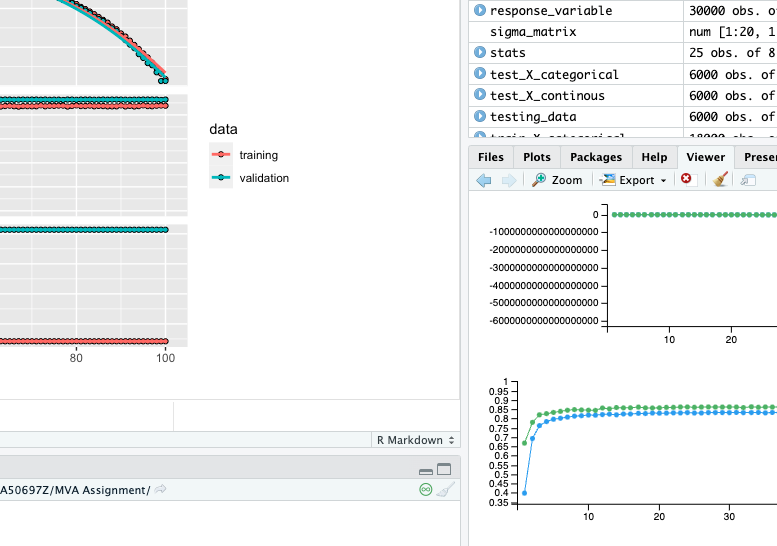 data
training
validation
80 100
R Markdown
A50697Z/MVA Assignment/
response_variable 30000 obs. o
sigma_matrix num [1:20, 1
stats 25 obs. of 8
test_X_categorical 6000 obs. of
test_X_continous 6000 obs. of
testing_data 6000 obs. of
Files Plots Packages Help Viewer Presen
Zoom Export
0
-1000000000000000000
-2000000000000000000
-3000000000000000000
-4000000000000000000
-5000000000000000000
-6000000000000000000
10 20
1
0.95
0.9
0.85
0.8
0.75
0.7
0.65
0.6
0.55
0.5
0.45
0.4
0.35
10 20 30